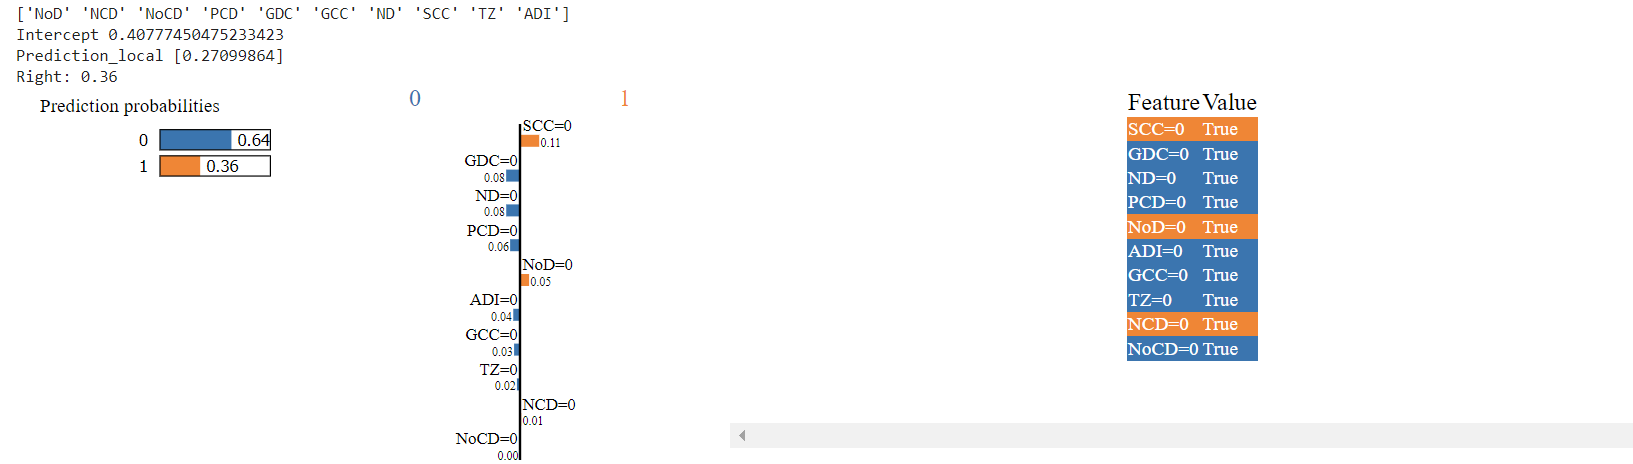 ['NoD' 'NCD' 'NoCD' 'PCD' 'GDC' 'GCC' 'ND' 'SCC' 'TZ' 'ADI']
Intercept 0.40777450475233423
Prediction_local [0.27099864]
Right: 0.36
Prediction probabilities
0 0.64
1 0.36
0 1
SCC=0
0.11
GDC=0
0.08
ND=0
0.08
PCD=0
0.06
NoD=0
0.05
ADI=0
0.04
GCC=0
0.03
TZ=0
0.02
NCD=0
0.01
NoCD=0
0.00
Feature Value
SCC=0 True
GDC=0 True
ND=0 True
PCD=0 True
NoD=0 True
ADI=0 True
GCC=0 True
TZ=0 True
NCD=0 True
NoCD=0 True